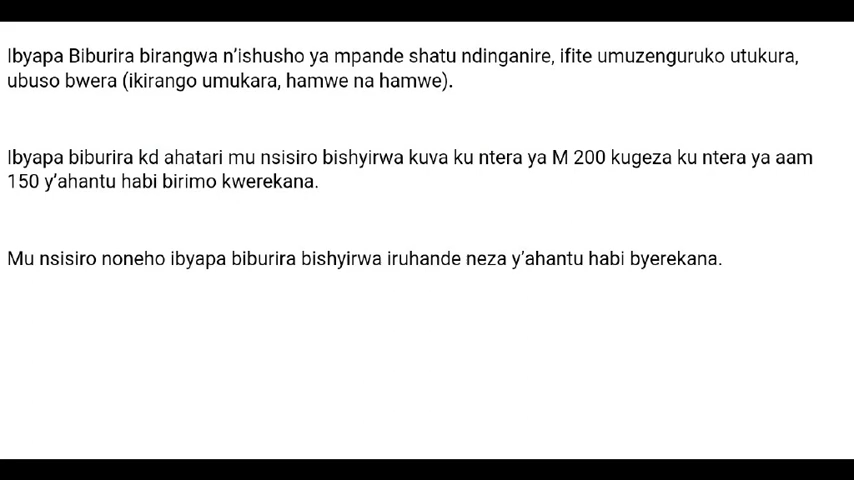 Ibyapa Biburira birangwa n’ishusho ya mpande shatu ndinganire, ifite umuzenguruko utukura,
ubuso bwera (ikirango umukara, hamwe na hamwe).
Ibyapa biburira kd ahatari mu nsisiro bishyirwa kuva ku ntera ya M 200 kugeza ku ntera ya aam
150 y’ahantu habi birimo kwerekana.
Mu nsisiro noneho ibyapa biburira bishyirwa iruhande neza y’ahantu habi byerekana.